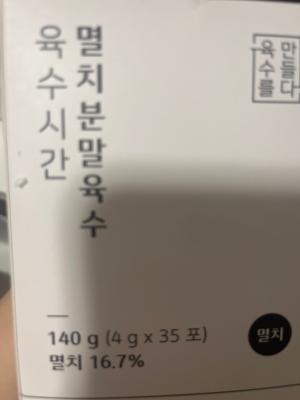 멸치분말육수
육수시간
육수를
만들다
140 g (4 g x 35 포)
멸치 16.7%
멸치